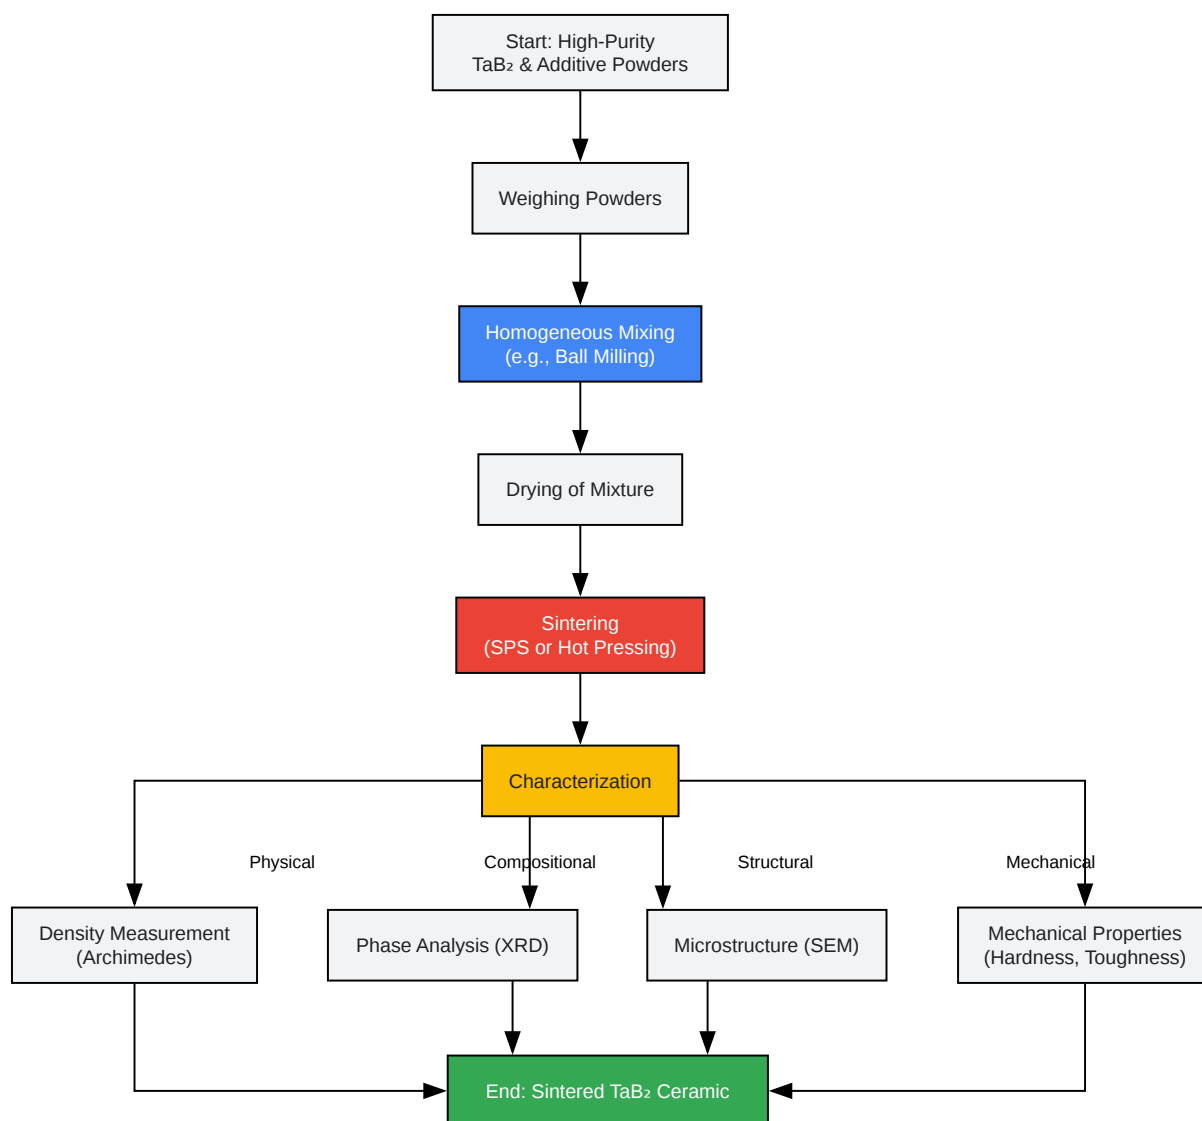 Start: High-Purity
TaB₂ & Additive Powders
Weighing Powders
Homogeneous Mixing
(e.g., Ball Milling)
Drying of Mixture
Sintering
(SPS or Hot Pressing)
Characterization
Physical
Compositional
Structural
Mechanical
Density Measurement
(Archimedes)
Phase Analysis (XRD)
Microstructure (SEM)
Mechanical Properties
(Hardness, Toughness)
End: Sintered TaB₂ Ceramic